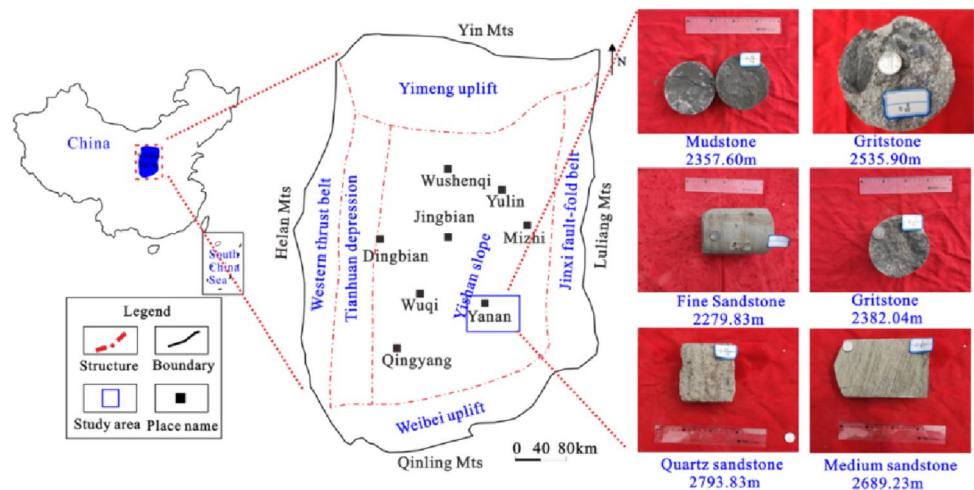 China
South
China
Sea
Legend
Structure
Boundary
Study area
Place name
Yin Mts
N
Yimeng uplift
Helan Mts
Western thrust belt
Tianhuan depression
Wushenqi
Yulin
Jingbian
Mizhi
Dingbian
Yishan slope
Jinxi fault-fold belt
Luliang Mts
Wuqi
Yanan
Qingyang
Weibei uplift
Qinling Mts
0 40 80km
Mudstone
2357.60m
Gritstone
2535.90m
Fine Sandstone
2279.83m
Gritstone
2382.04m
Quartz sandstone
2793.83m
Medium sandstone
2689.23m